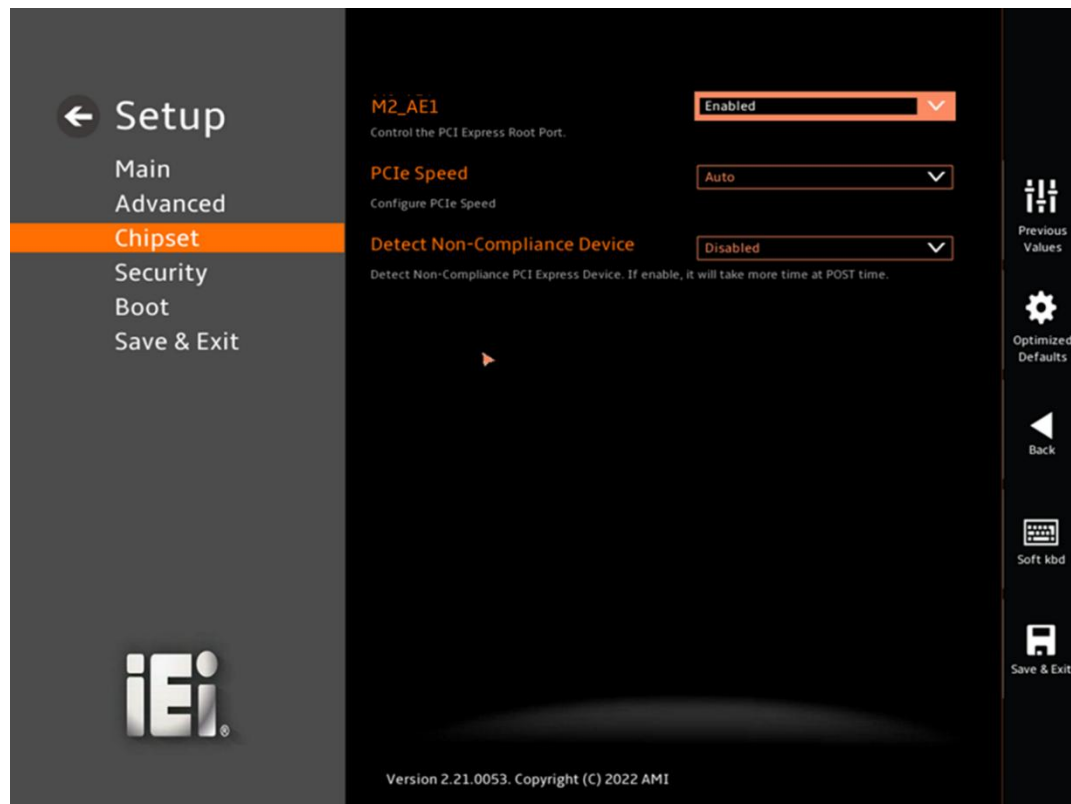 Setup
Main
Advanced
Chipset
Security
Boot
Save & Exit
M2_AE1
Enabled
Control the PCI Express Root Port.
PCIe Speed
Auto
Configure PCIe Speed
Detect Non-Compliance Device
Disabled
Detect Non-Compliance PCI Express Device. If enable, it will take more time at POST time.
Previous
Values
Optimized
Defaults
Back
Soft kbd
Save & Exit
iEi®
Version 2.21.0053. Copyright (C) 2022 AMI